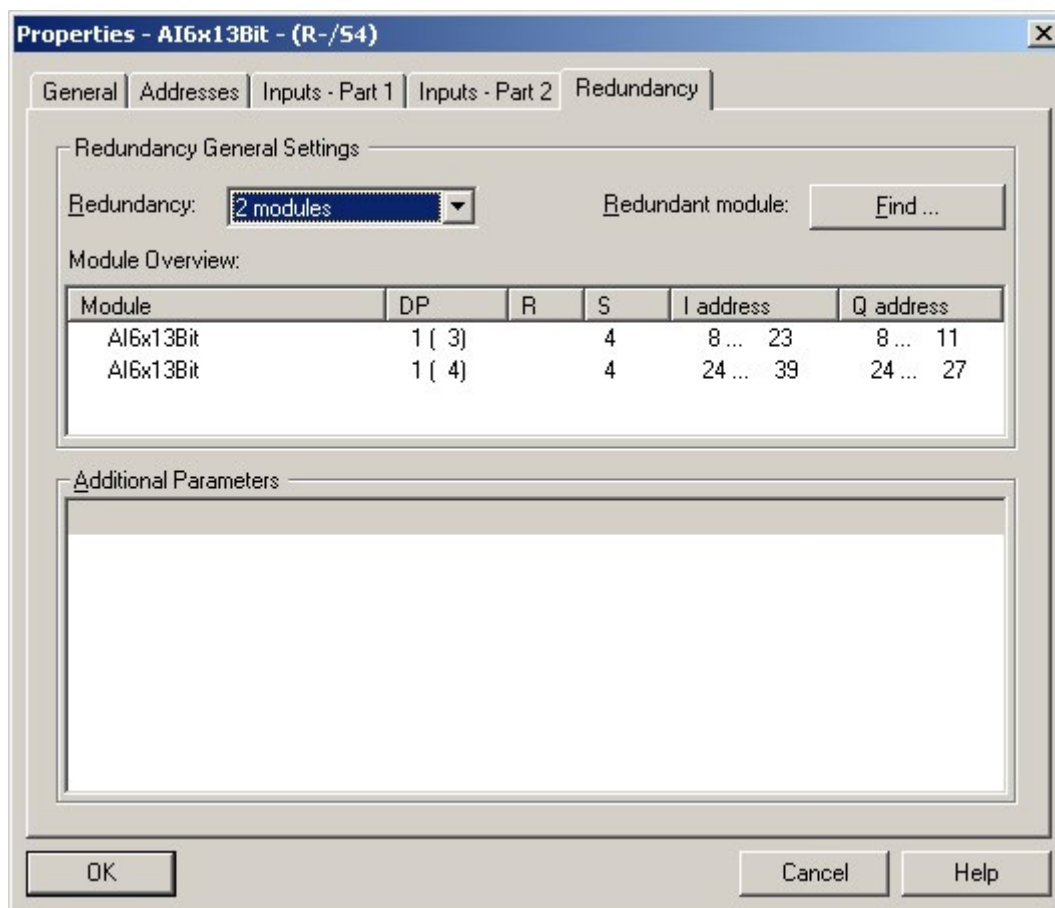 Properties - AI6x13Bit - (R-/S4)
General Addresses Inputs - Part 1 Inputs - Part 2 Redundancy
Redundancy General Settings
Redundancy: 2 modules Redundant module: Find ...
Module Overview:
Module DP R S I address Q address
AI6x13Bit 1 ( 3) 4 8 ... 23 8 ... 11
AI6x13Bit 1 ( 4) 4 24 ... 39 24 ... 27
Additional Parameters
OK Cancel Help